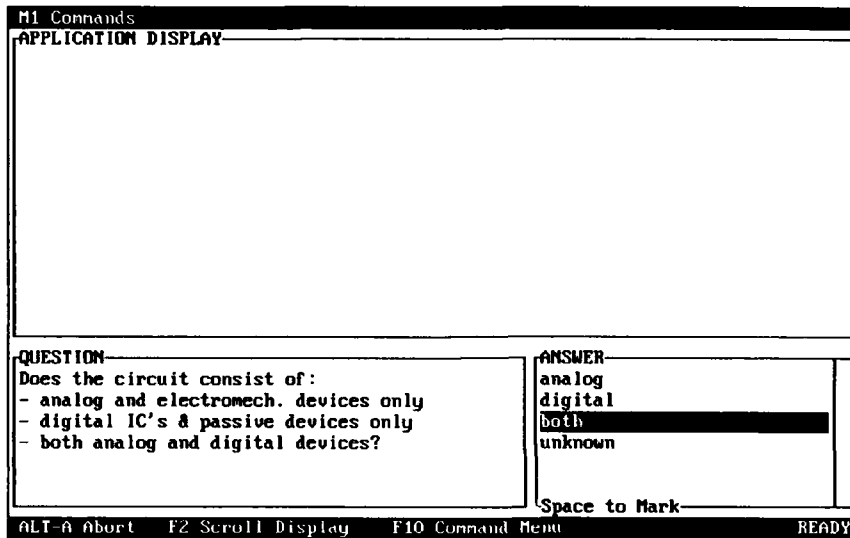 M1 Commands
APPLICATION DISPLAY
QUESTION
Does the circuit consist of:
- analog and electromech. devices only
- digital IC's & passive devices only
- both analog and digital devices?
ANSWER
analog
digital
both
unknown
Space to Mark
ALT-A Abort F2 Scroll Display F10 Command Menu READY